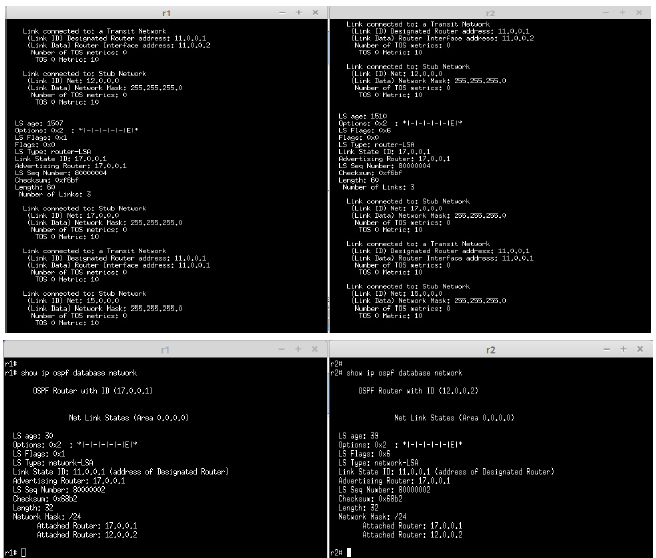 r1
Link connected to: a Transit Network
(Link ID) Designated Router address: 11.0.0.1
(Link Data) Router Interface address: 11.0.0.2
Number of TOS metrics: 0
TOS 0 Metric: 10
Link connected to: Stub Network
(Link ID) Net: 12.0.0.0
(Link Data) Network Mask: 255.255.255.0
Number of TOS metrics: 0
TOS 0 Metric: 10
LS age: 1507
Options: 0x2 : *|-|-|-|-|-|E|*
LS Flags: 0x1
Flags: 0x0
LS Type: router-LSA
Link State ID: 17.0.0.1
Advertising Router: 17.0.0.1
LS Seq Number: 80000004
Checksum: 0xf6bf
Length: 60
Number of Links: 3
Link connected to: Stub Network
(Link ID) Net: 17.0.0.0
(Link Data) Network Mask: 255.255.255.0
Number of TOS metrics: 0
TOS 0 Metric: 10
Link connected to: a Transit Network
(Link ID) Designated Router address: 11.0.0.1
(Link Data) Router Interface address: 11.0.0.1
Number of TOS metrics: 0
TOS 0 Metric: 10
Link connected to: Stub Network
(Link ID) Net: 15.0.0.0
(Link Data) Network Mask: 255.255.255.0
Number of TOS metrics: 0
TOS 0 Metric: 10
r2
Link connected to: a Transit Network
(Link ID) Designated Router address: 11.0.0.1
(Link Data) Router Interface address: 11.0.0.2
Number of TOS metrics: 0
TOS 0 Metric: 10
Link connected to: Stub Network
(Link ID) Net: 12.0.0.0
(Link Data) Network Mask: 255.255.255.0
Number of TOS metrics: 0
TOS 0 Metric: 10
LS age: 1510
Options: 0x2 : *|-|-|-|-|-|E|*
LS Flags: 0x6
Flags: 0x0
LS Type: router-LSA
Link State ID: 17.0.0.1
Advertising Router: 17.0.0.1
LS Seq Number: 80000004
Checksum: 0xf6bf
Length: 60
Number of Links: 3
Link connected to: Stub Network
(Link ID) Net: 17.0.0.0
(Link Data) Network Mask: 255.255.255.0
Number of TOS metrics: 0
TOS 0 Metric: 10
Link connected to: a Transit Network
(Link ID) Designated Router address: 11.0.0.1
(Link Data) Router Interface address: 11.0.0.1
Number of TOS metrics: 0
TOS 0 Metric: 10
Link connected to: Stub Network
(Link ID) Net: 15.0.0.0
(Link Data) Network Mask: 255.255.255.0
Number of TOS metrics: 0
TOS 0 Metric: 10
r1
r1#
r1# show ip ospf database network
OSPF Router with ID (17.0.0.1)
Net Link States (Area 0.0.0.0)
LS age: 30
Options: 0x2 : *|-|-|-|-|-|E|*
LS Flags: 0x1
LS Type: network-LSA
Link State ID: 11.0.0.1 (address of Designated Router)
Advertising Router: 17.0.0.1
LS Seq Number: 80000002
Checksum: 0x68b2
Length: 32
Network Mask: /24
Attached Router: 17.0.0.1
Attached Router: 12.0.0.2
r1#
r2
r2#
r2# show ip ospf database network
OSPF Router with ID (12.0.0.2)
Net Link States (Area 0.0.0.0)
LS age: 39
Options: 0x2 : *|-|-|-|-|-|E|*
LS Flags: 0x6
LS Type: network-LSA
Link State ID: 11.0.0.1 (address of Designated Router)
Advertising Router: 17.0.0.1
LS Seq Number: 80000002
Checksum: 0x68b2
Length: 32
Network Mask: /24
Attached Router: 17.0.0.1
Attached Router: 12.0.0.2
r2#